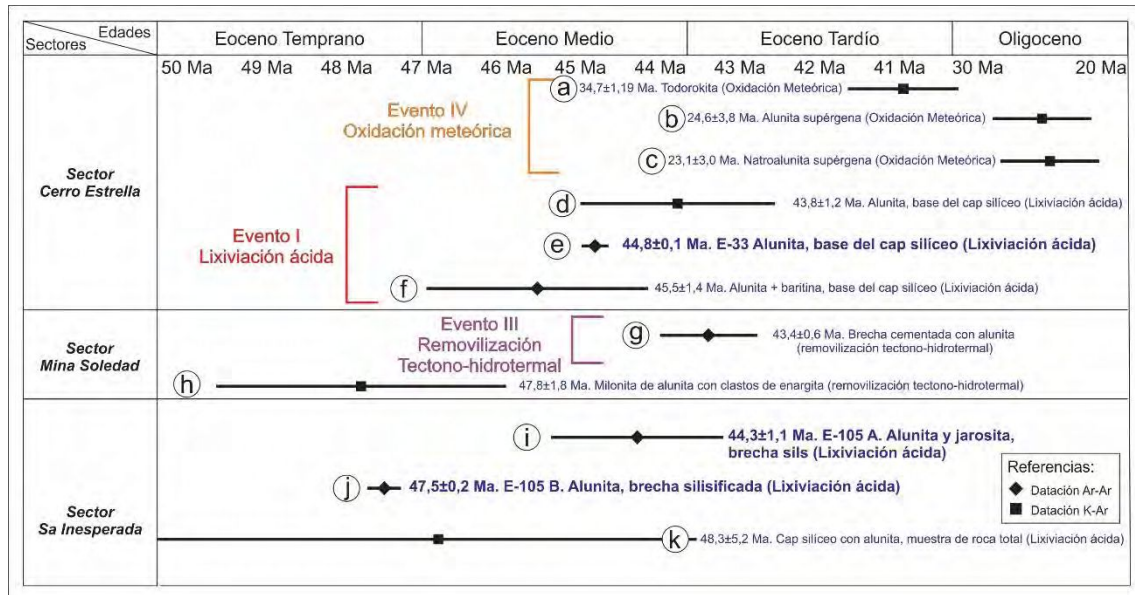 Edades
Sectores
Eoceno Temprano
Eoceno Medio
Eoceno Tardío
Oligoceno
50 Ma 49 Ma 48 Ma 47 Ma 46 Ma 45 Ma 44 Ma 43 Ma 42 Ma 41 Ma 30 Ma 20 Ma
Sector
Cerro Estrella
Evento IV
Oxidación meteórica
a 34,7±1,19 Ma. Todorokita (Oxidación Meteórica)
b 24,6±3,8 Ma. Alunita supérgena (Oxidación Meteórica)
c 23,1±3,0 Ma. Natroalunita supérgena (Oxidación Meteórica)
Evento I
Lixiviación ácida
d 43,8±1,2 Ma. Alunita, base del cap silíceo (Lixiviación ácida)
e 44,8±0,1 Ma. E-33 Alunita, base del cap silíceo (Lixiviación ácida)
f 45,5±1,4 Ma. Alunita + baritina, base del cap silíceo (Lixiviación ácida)
Sector
Mina Soledad
Evento III
Removilización
Tectono-hidrotermal
g 43,4±0,6 Ma. Brecha cementada con alunita
(removilización tectono-hidrotermal)
h 47,8±1,8 Ma. Milonita de alunita con clastos de enargita (removilización tectono-hidrotermal)
Sector
Sa Inesperada
i 44,3±1,1 Ma. E-105 A. Alunita y jarosita,
brecha sils (Lixiviación ácida)
j 47,5±0,2 Ma. E-105 B. Alunita, brecha silisificada (Lixiviación ácida)
k 48,3±5,2 Ma. Cap silíceo con alunita, muestra de roca total (Lixiviación ácida)
Referencias:
Datación Ar-Ar
Datación K-Ar